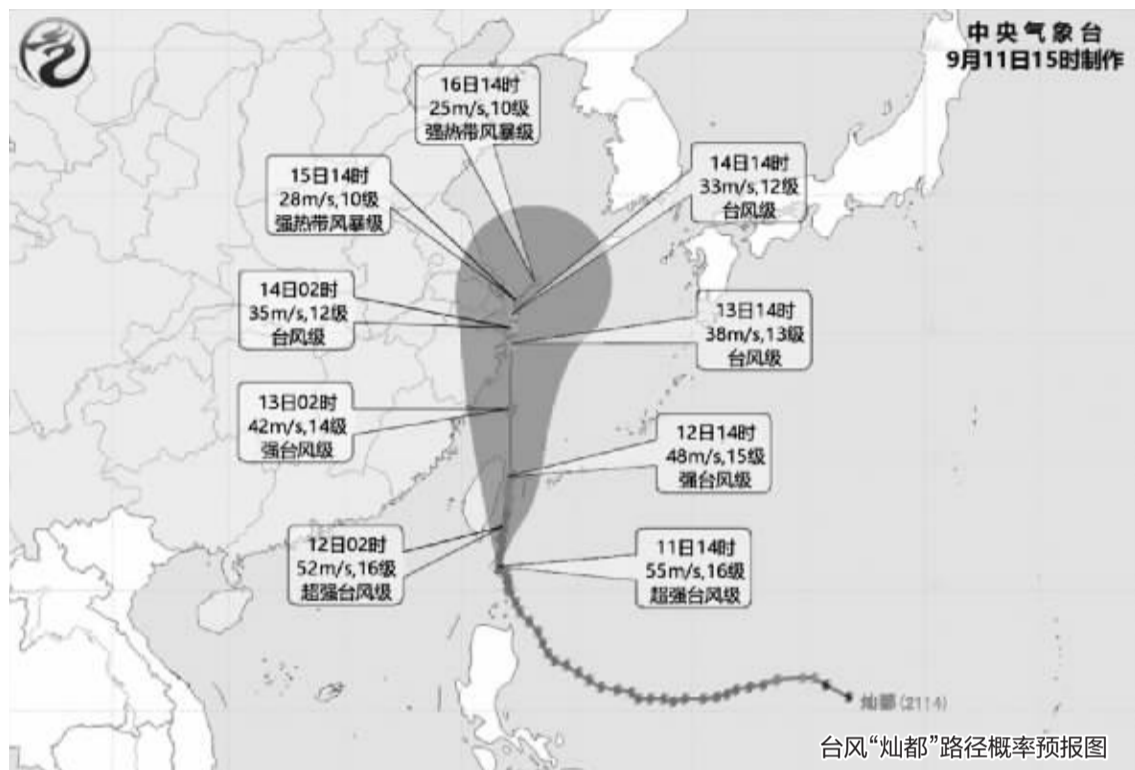 中央气象台
9月11日15时制作
16日14时
25m/s,10级
强热带风暴级
15日14时
28m/s,10级
强热带风暴级
14日14时
33m/s,12级
台风级
14日02时
35m/s,12级
台风级
13日14时
38m/s,13级
台风级
13日02时
42m/s,14级
强台风级
12日14时
48m/s,15级
强台风级
12日02时
52m/s,16级
超强台风级
11日14时
55m/s,16级
超强台风级
灿都(2114)
台风“灿都”路径概率预报图